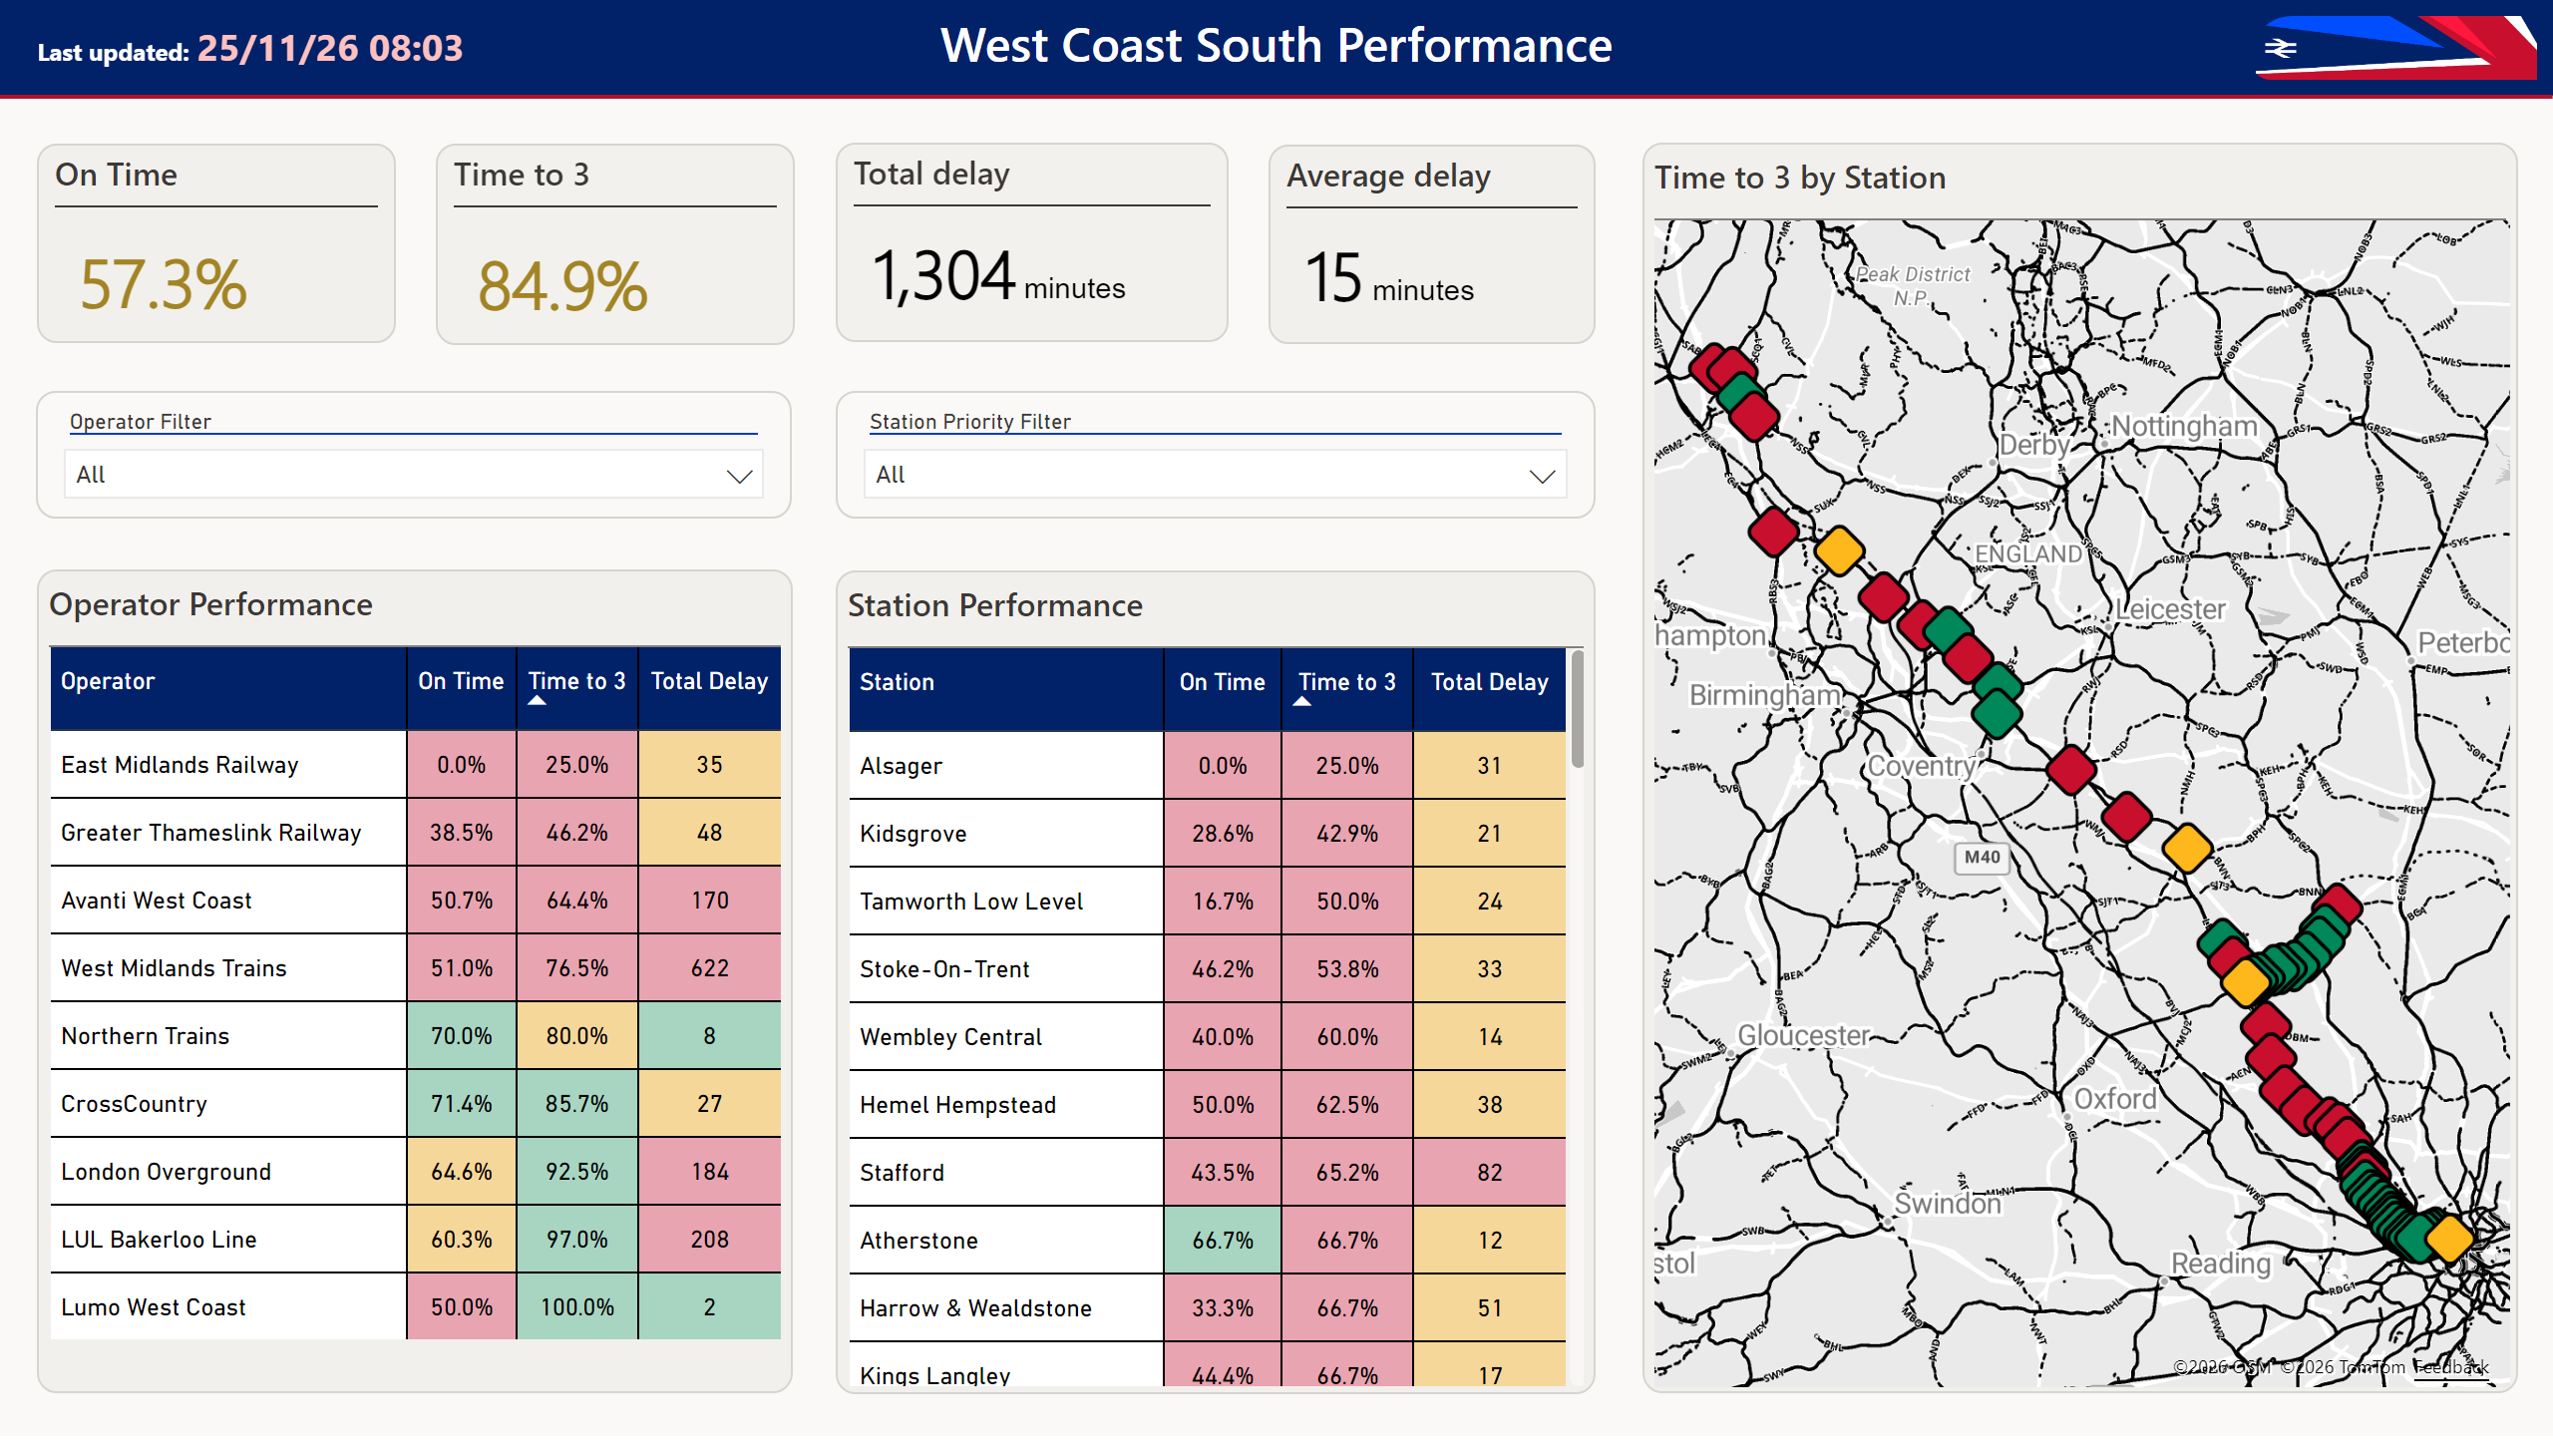 Last updated: 25/11/26 08:03
West Coast South Performance
On Time
57.3%
Time to 3
84.9%
Total delay
1,304 minutes
Average delay
15 minutes
Operator Filter
All
Station Priority Filter
All
Operator Performance
Operator On Time Time to 3 Total Delay
East Midlands Railway 0.0% 25.0% 35
Greater Thameslink Railway 38.5% 46.2% 48
Avanti West Coast 50.7% 64.4% 170
West Midlands Trains 51.0% 76.5% 622
Northern Trains 70.0% 80.0% 8
CrossCountry 71.4% 85.7% 27
London Overground 64.6% 92.5% 184
LUL Bakerloo Line 60.3% 97.0% 208
Lumo West Coast 50.0% 100.0% 2
Station Performance
Station On Time Time to 3 Total Delay
Alsager 0.0% 25.0% 31
Kidsgrove 28.6% 42.9% 21
Tamworth Low Level 16.7% 50.0% 24
Stoke-On-Trent 46.2% 53.8% 33
Wembley Central 40.0% 60.0% 14
Hemel Hempstead 50.0% 62.5% 38
Stafford 43.5% 65.2% 82
Atherstone 66.7% 66.7% 12
Harrow & Wealdstone 33.3% 66.7% 51
Kings Langley 44.4% 66.7% 17
Time to 3 by Station
Peak District
N.P.
Nottingham
Derby
ENGLAND
Leicester
hampton
Peterbo
Birmingham
Coventry
M40
Gloucester
Oxford
Swindon
stol
Reading
©2026 OSM ©2026 TomTom Feedback